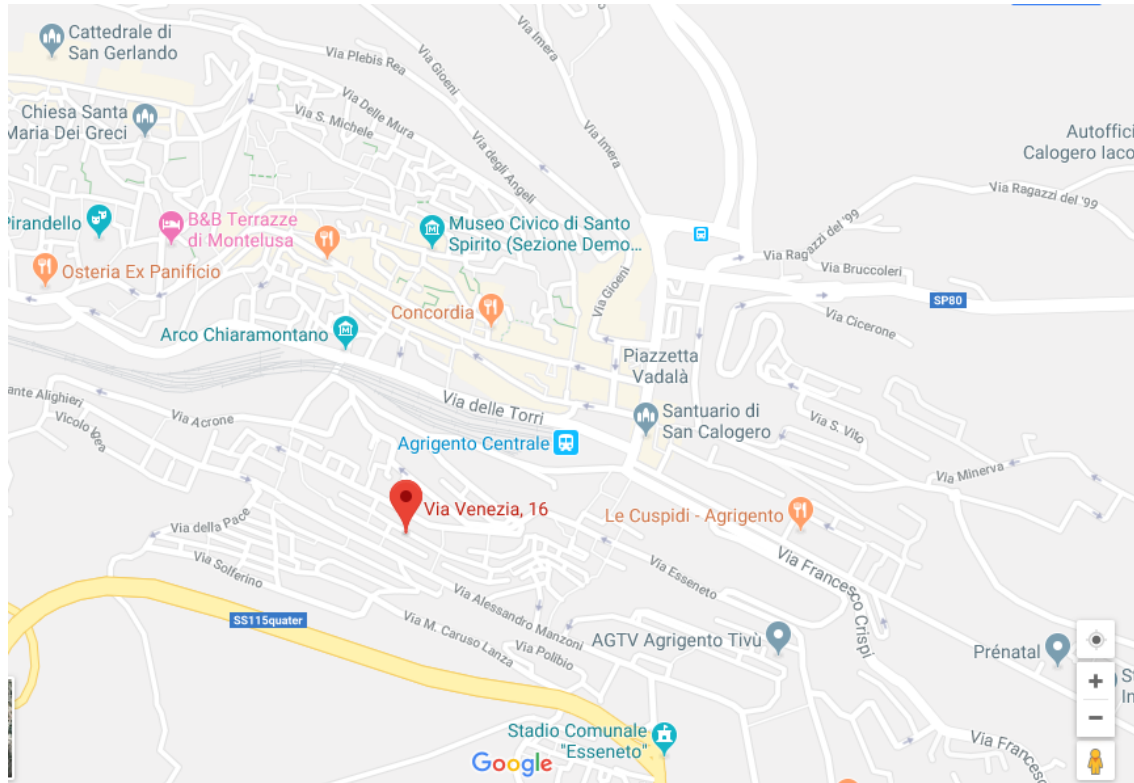 Cattedrale di
San Gerlando
Via Plebis Rea
Via Gioeni
Via Imera
Chiesa Santa
Maria Dei Greci
Via Delle Mura
Via S. Michele
Via degli Angeli
Via Imera
Autoffici
Calogero Iaco
Via Ragazzi del '99
Pirandello
B&B Terrazze
di Montelusa
Museo Civico di Santo
Spirito (Sezione Demo...
Via Ragazzi del '99
Via Bruccoleri
Osteria Ex Panificio
Via Gioeni
SP80
Concordia
Via Cicerone
Arco Chiaramontano
Piazzetta
Vadalà
ante Alighieri
Via delle Torri
Vicolo Igea
Via Acrone
Santuario di
San Calogero
Via S. Vito
Agrigento Centrale
Via Minerva
Via Venezia, 16
Le Cuspidi - Agrigento
Via della Pace
Via Solferino
Via Esseneto
Via Francesco Crispi
SS115quater
Via Alessandro Manzoni
Via M. Caruso Lanza
Via Polibio
AGTV Agrigento Tivù
Prénatal
St
In
Stadio Comunale
"Esseneto"
Via Francesc
Google